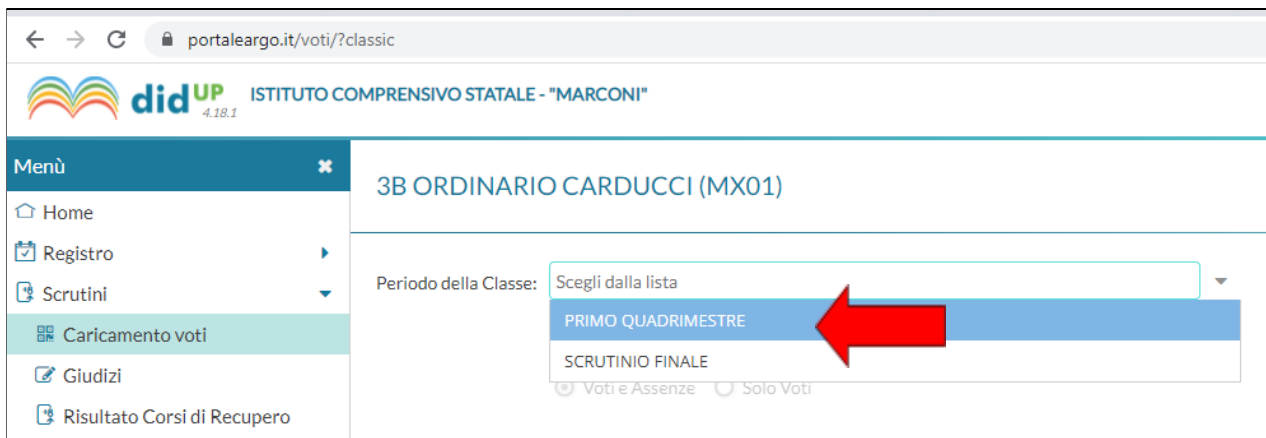 portaleargo.it/voti/?classic
didUP 4.18.1 ISTITUTO COMPRENSIVO STATALE - "MARCONI"
Menù
Home
Registro
Scrutini
Caricamento voti
Giudizi
Risultato Corsi di Recupero
3B ORDINARIO CARDUCCI (MX01)
Periodo della Classe: Scegli dalla lista
PRIMO QUADRIMESTRE
SCRUTINIO FINALE
Voti e Assenze Solo Voti